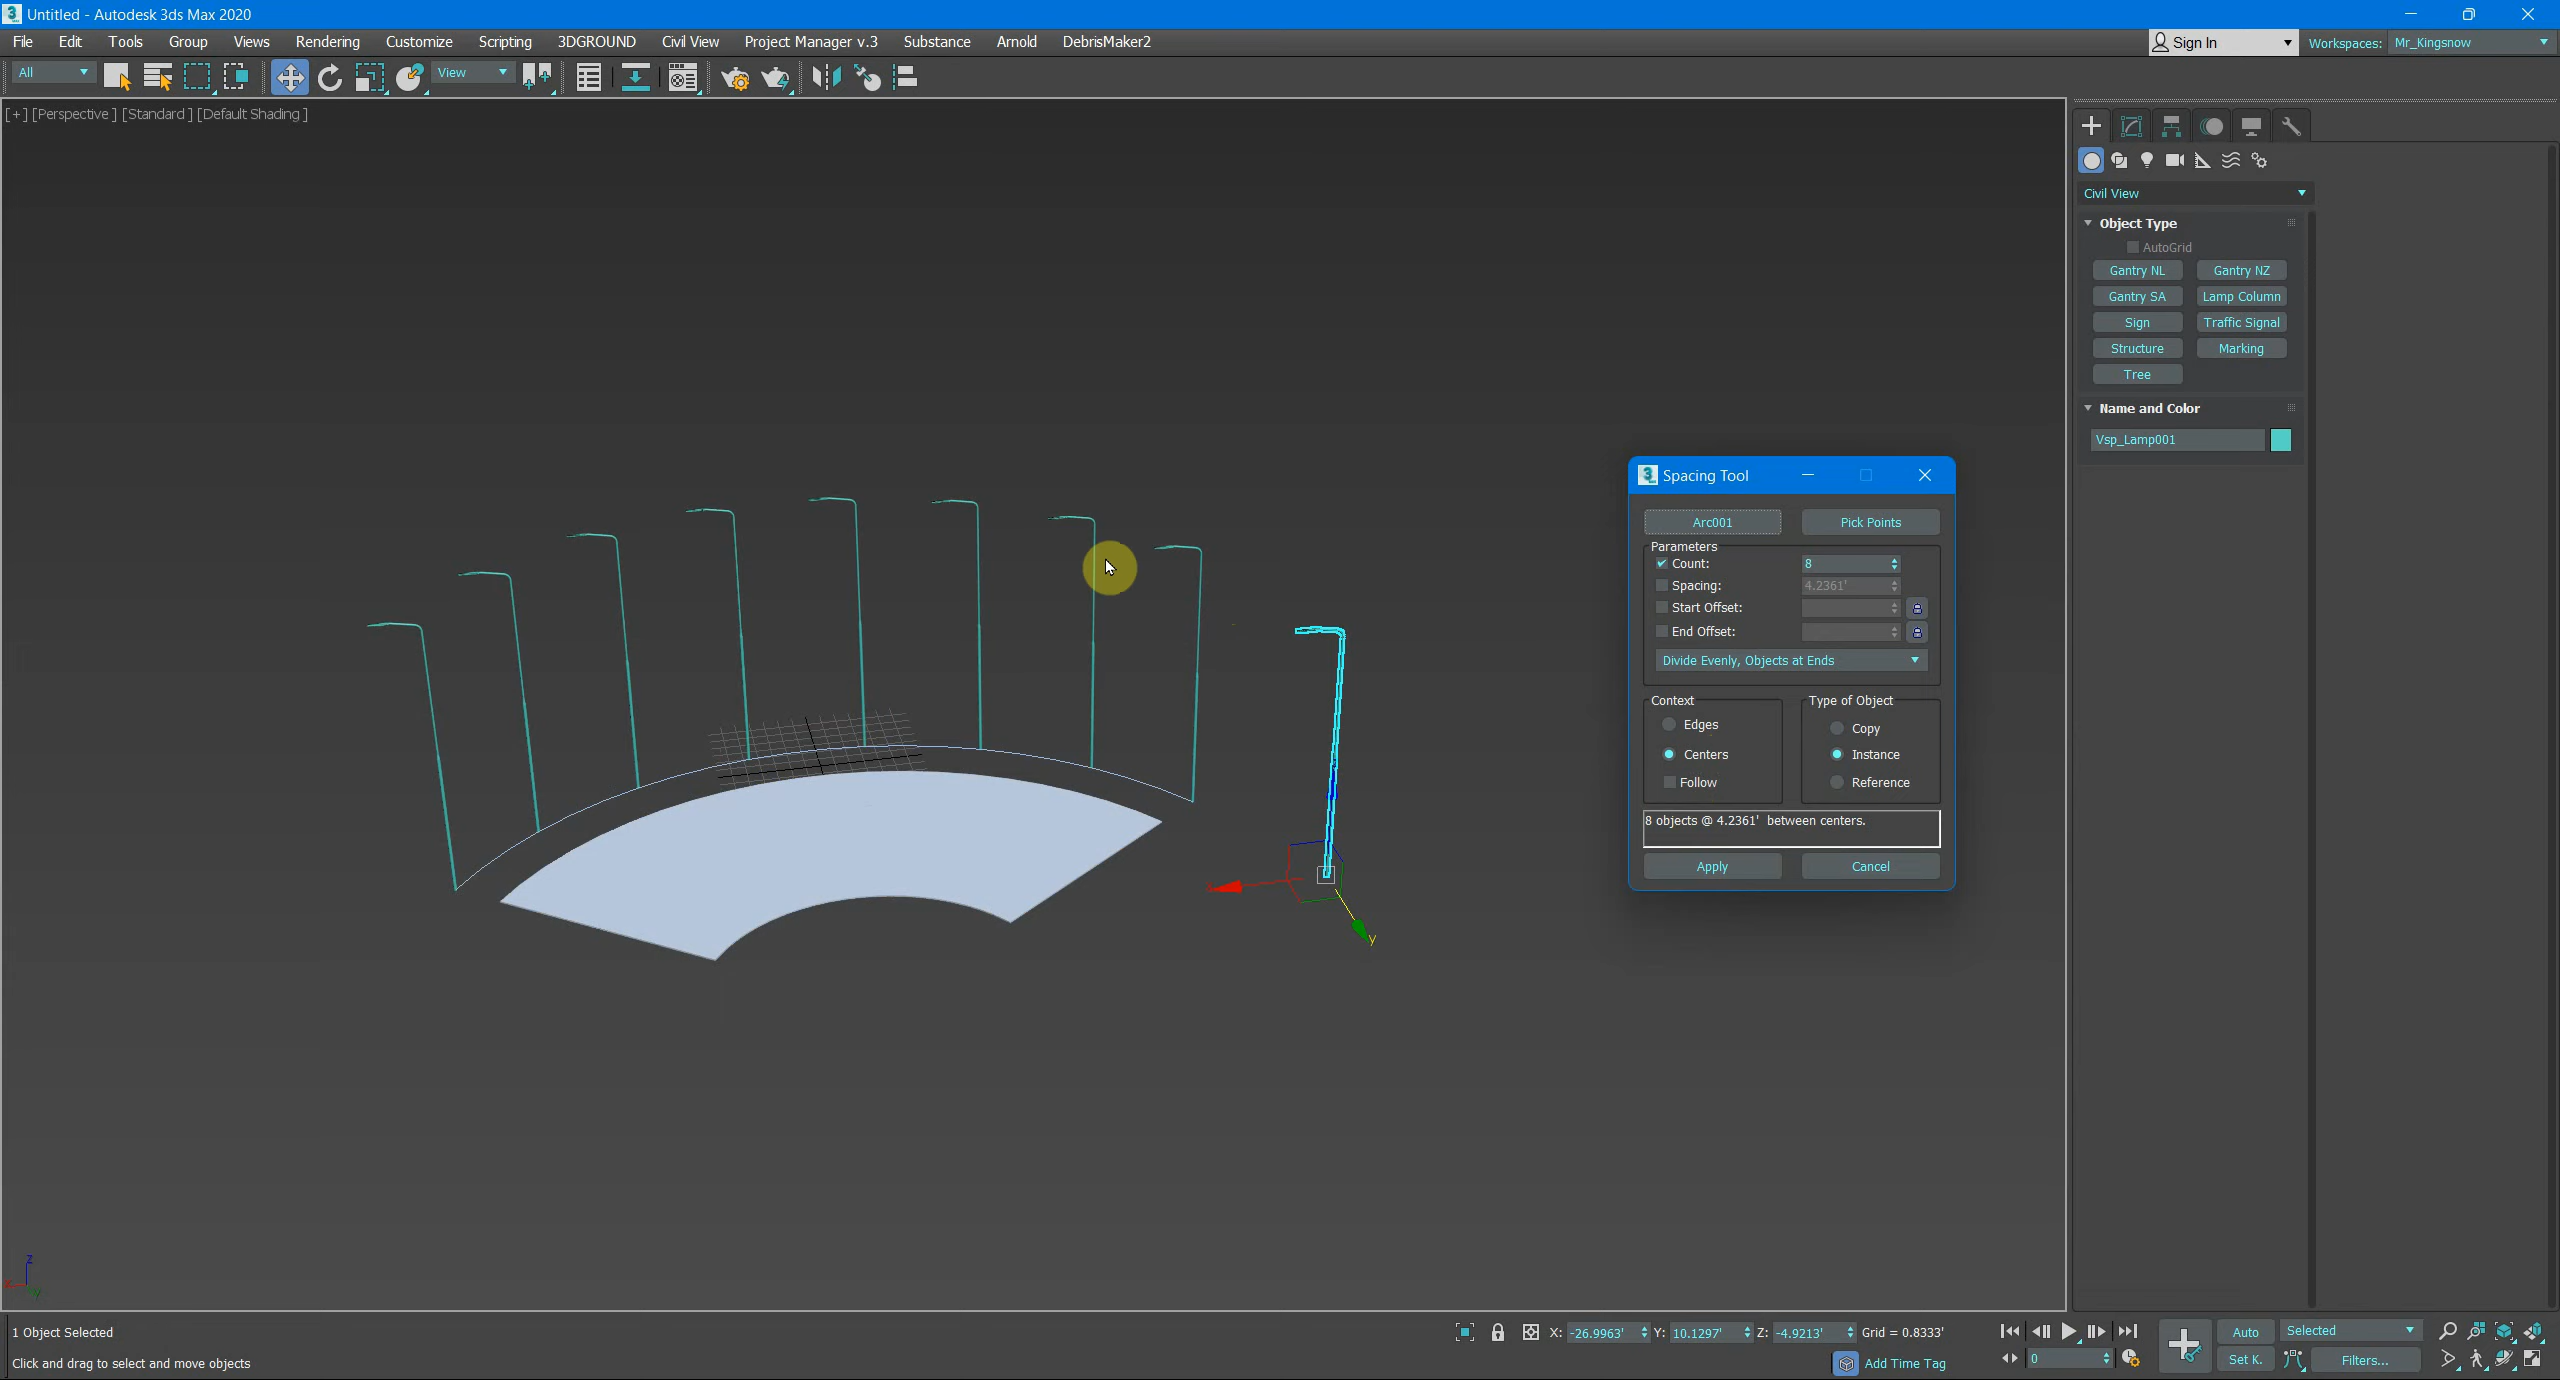 Untitled - Autodesk 3ds Max 2020
File Edit Tools Group Views Rendering Customize Scripting 3DGROUND Civil View Project Manager v.3 Substance Arnold DebrisMaker2
Sign In Workspaces: Mr_Kingsnow
All View
[+] [Perspective] [Standard] [Default Shading]
Civil View
Object Type
AutoGrid
Gantry NL Gantry NZ
Gantry SA Lamp Column
Sign Traffic Signal
Structure Marking
Tree
Name and Color
Vsp_Lamp001
Spacing Tool
Arc001 Pick Points
Parameters
Count: 8
Spacing: 4.2361'
Start Offset:
End Offset:
Divide Evenly, Objects at Ends
Context Type of Object
Edges Copy
Centers Instance
Follow Reference
8 objects @ 4.2361' between centers.
Apply Cancel
x
y
z
x
y
1 Object Selected X: -26.9963' Y: 10.1297' Z: -4.9213' Grid = 0.8333' Auto Selected
Click and drag to select and move objects Add Time Tag 0 Set K. Filters...